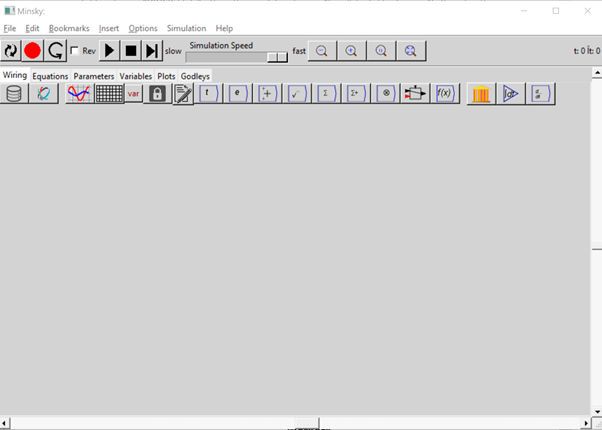 Minsky:
File Edit Bookmarks Insert Options Simulation Help
Rev slow Simulation Speed fast t: 0 Δt: 0
Wiring Equations Parameters Variables Plots Godleys
var t e Σ Σ+ f(x) ∫dt